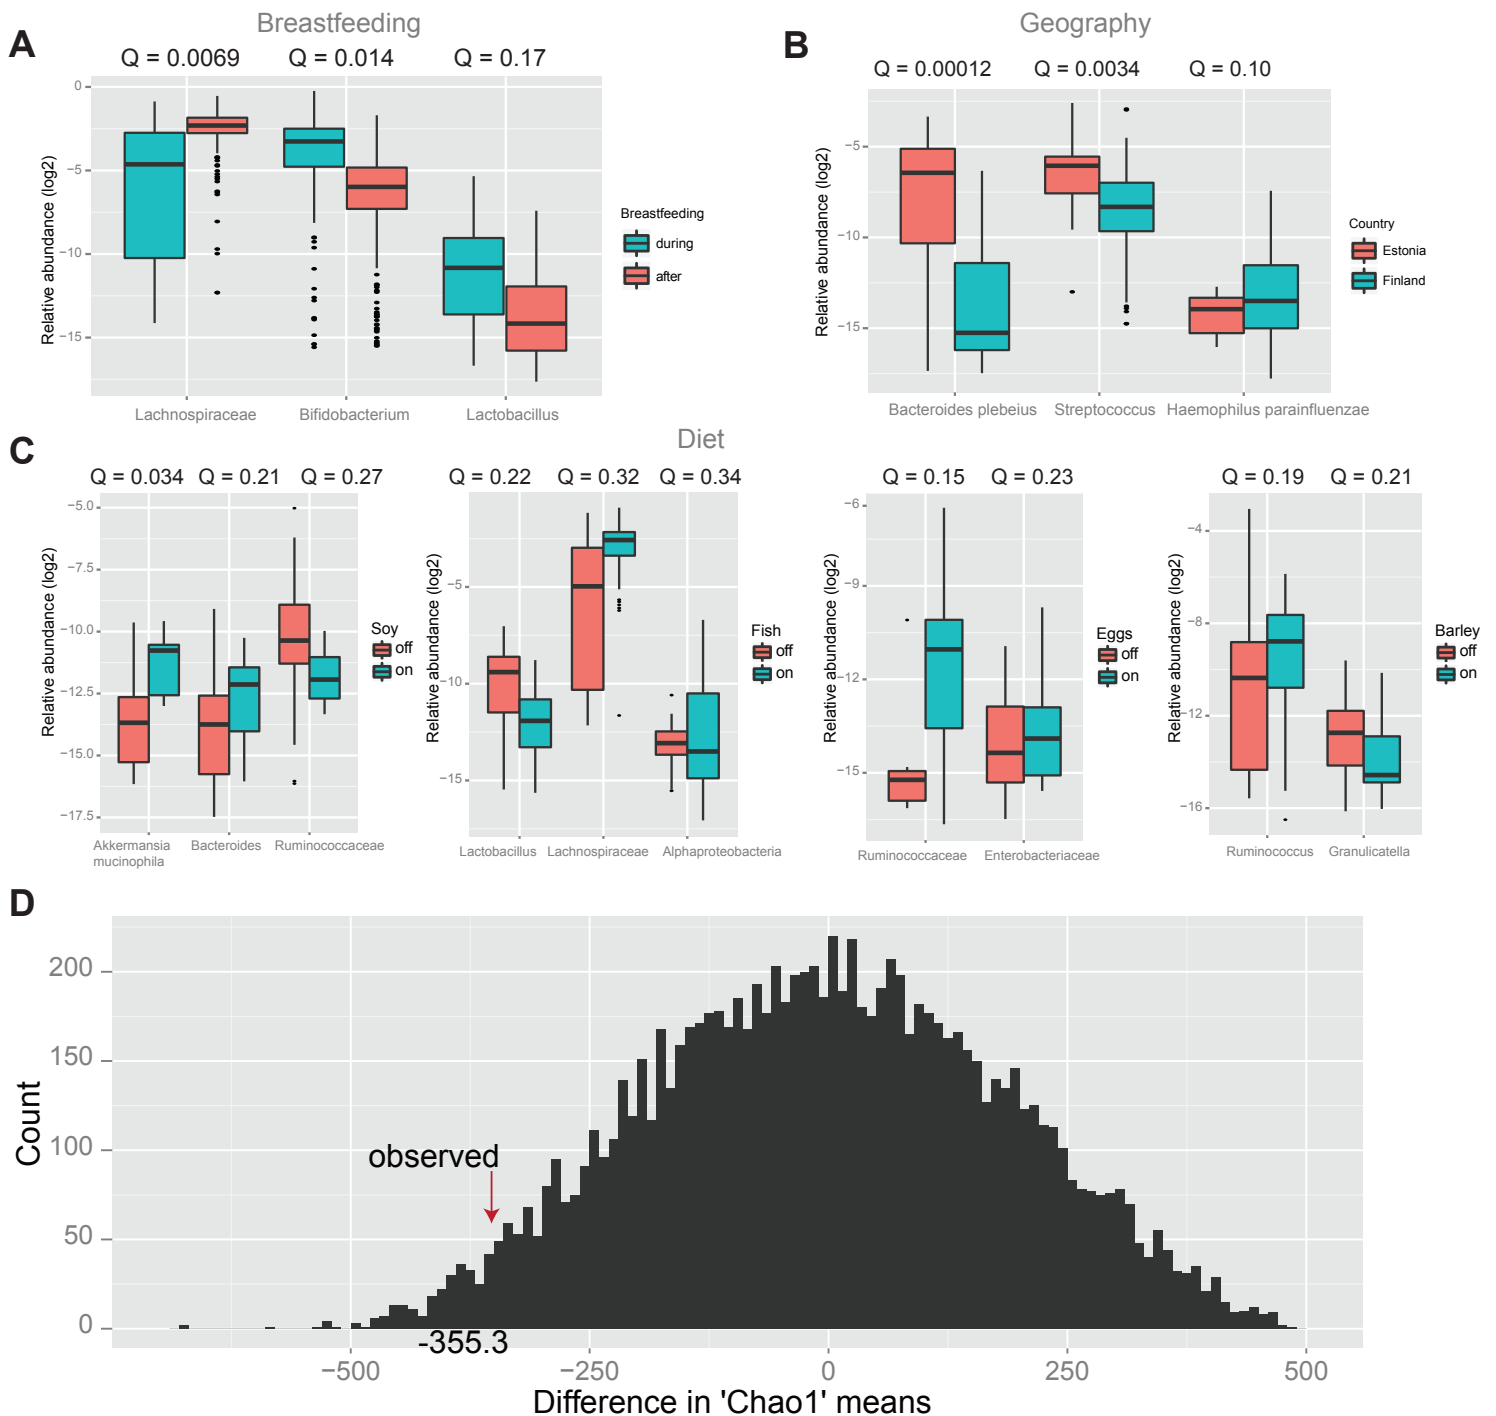 Breastfeeding
A
Q = 0.0069 Q = 0.014 Q = 0.17
0
−5
−10
−15
Relative abundance (log2)
Lachnospiraceae Bifidobacterium Lactobacillus
Breastfeeding
during
after
Geography
B
Q = 0.00012 Q = 0.0034 Q = 0.10
−5
−10
−15
Relative abundance (log2)
Bacteroides plebeius Streptococcus Haemophilus parainfluenzae
Country
Estonia
Finland
C
Diet
Q = 0.034 Q = 0.21 Q = 0.27
−5.0
−7.5
−10.0
−12.5
−15.0
−17.5
Relative abundance (log2)
Akkermansia
mucinophila
Bacteroides Ruminococcaceae
Soy
off
on
Q = 0.22 Q = 0.32 Q = 0.34
−5
−10
−15
Relative abundance (log2)
Lactobacillus Lachnospiraceae Alphaproteobacteria
Fish
off
on
Q = 0.15 Q = 0.23
−6
−9
−12
−15
Relative abundance (log2)
Ruminococcaceae Enterobacteriaceae
Eggs
off
on
Q = 0.19 Q = 0.21
−4
−8
−12
−16
Relative abundance (log2)
Ruminococcus Granulicatella
Barley
off
on
D
200
150
100
50
0
Count
observed
-355.3
−500 −250 0 250 500
Difference in 'Chao1' means